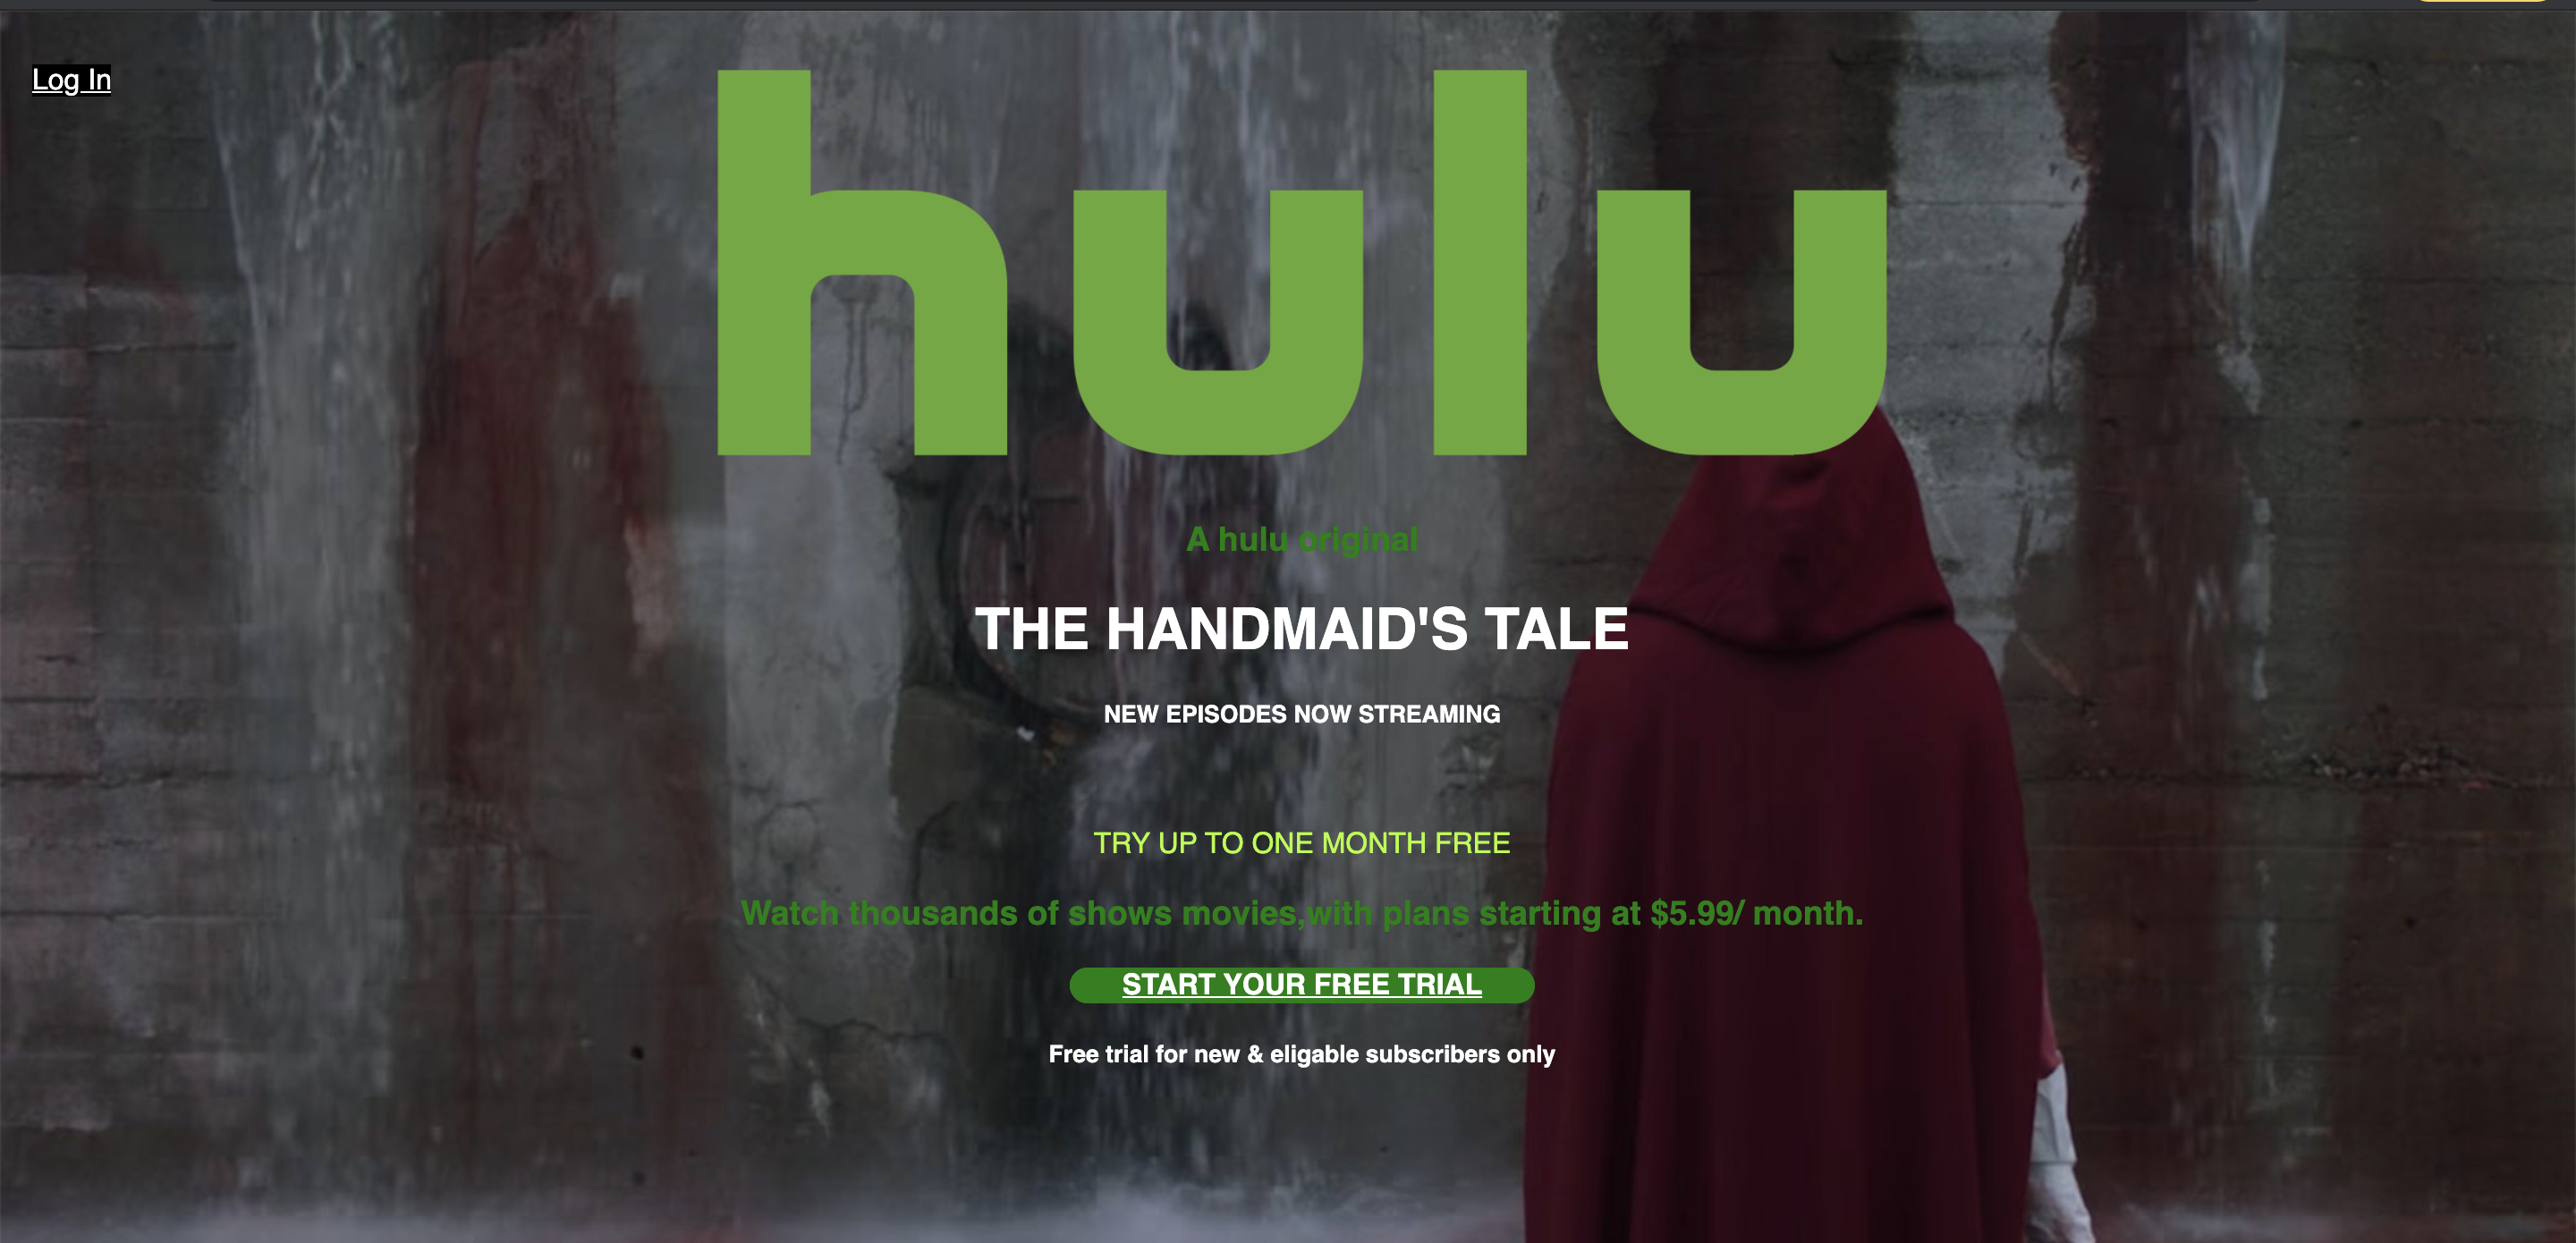 Log In
hulu
A hulu original
THE HANDMAID'S TALE
NEW EPISODES NOW STREAMING
TRY UP TO ONE MONTH FREE
Watch thousands of shows movies,with plans starting at $5.99/ month.
START YOUR FREE TRIAL
Free trial for new & eligable subscribers only